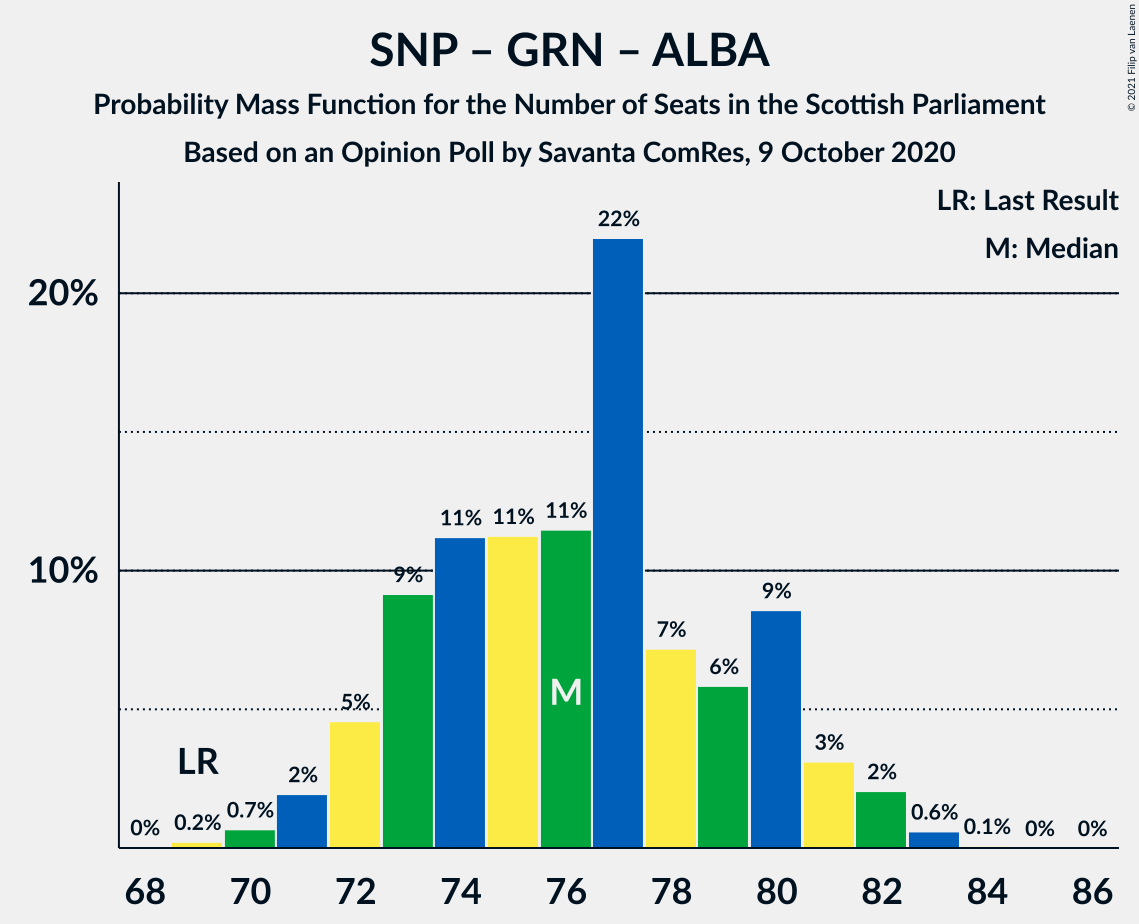 SNP – GRN – ALBA
Probability Mass Function for the Number of Seats in the Scottish Parliament
Based on an Opinion Poll by Savanta ComRes, 9 October 2020
© 2021 Filip van Laenen
LR: Last Result
M: Median
20%
10%
0%
0.2%
0.7%
2%
5%
9%
11%
11%
11%
22%
7%
6%
9%
3%
2%
0.6%
0.1%
0%
0%
LR
M
68 70 72 74 76 78 80 82 84 86